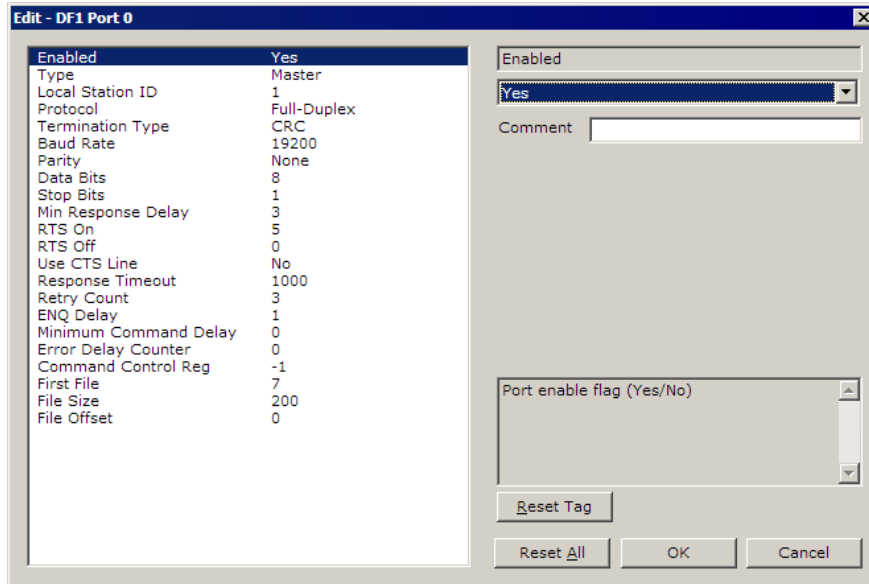 Edit - DF1 Port 0
Enabled Yes
Type Master
Local Station ID 1
Protocol Full-Duplex
Termination Type CRC
Baud Rate 19200
Parity None
Data Bits 8
Stop Bits 1
Min Response Delay 3
RTS On 5
RTS Off 0
Use CTS Line No
Response Timeout 1000
Retry Count 3
ENQ Delay 1
Minimum Command Delay 0
Error Delay Counter 0
Command Control Reg -1
First File 7
File Size 200
File Offset 0
Enabled
Yes
Comment
Port enable flag (Yes/No)
Reset Tag
Reset All OK Cancel